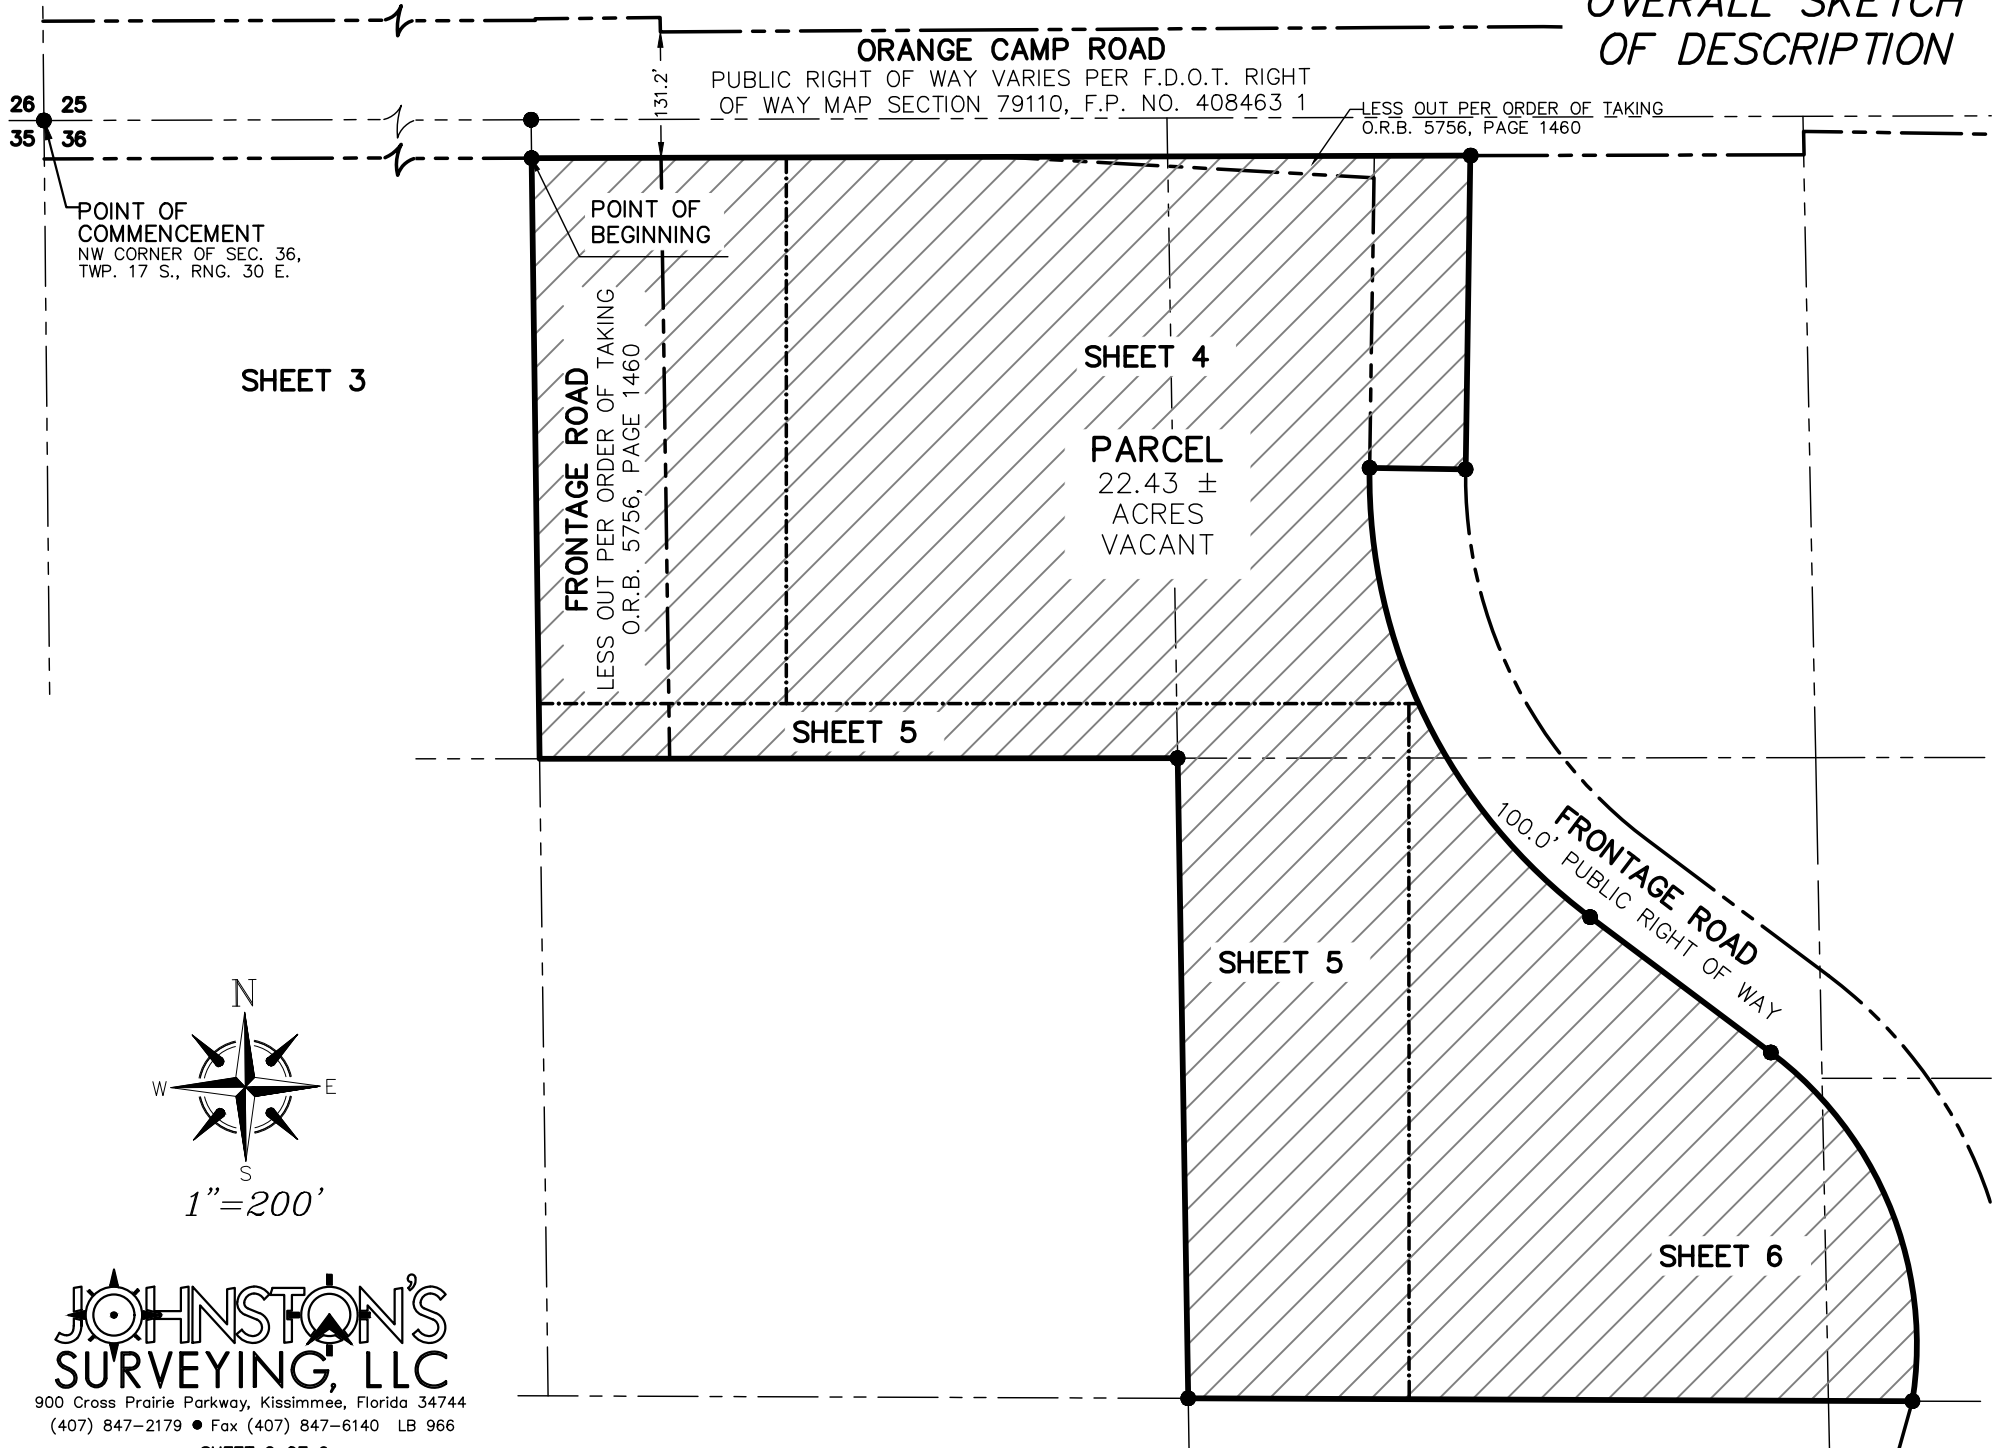 OVERALL SKETCH
OF DESCRIPTION
ORANGE CAMP ROAD
PUBLIC RIGHT OF WAY VARIES PER F.D.O.T. RIGHT
OF WAY MAP SECTION 79110, F.P. NO. 408463 1
131.2'
LESS OUT PER ORDER OF TAKING
O.R.B. 5756, PAGE 1460
26 25
35 36
POINT OF
COMMENCEMENT
NW CORNER OF SEC. 36,
TWP. 17 S., RNG. 30 E.
POINT OF
BEGINNING
SHEET 3
FRONTAGE ROAD
LESS OUT PER ORDER OF TAKING
O.R.B. 5756, PAGE 1460
SHEET 4
PARCEL
22.43 ±
ACRES
VACANT
SHEET 5
FRONTAGE ROAD
100.0' PUBLIC RIGHT OF WAY
SHEET 5
SHEET 6
N
W E
S
1"=200'
JOHNSTON'S
SURVEYING, LLC
900 Cross Prairie Parkway, Kissimmee, Florida 34744
(407) 847-2179 ● Fax (407) 847-6140 LB 966